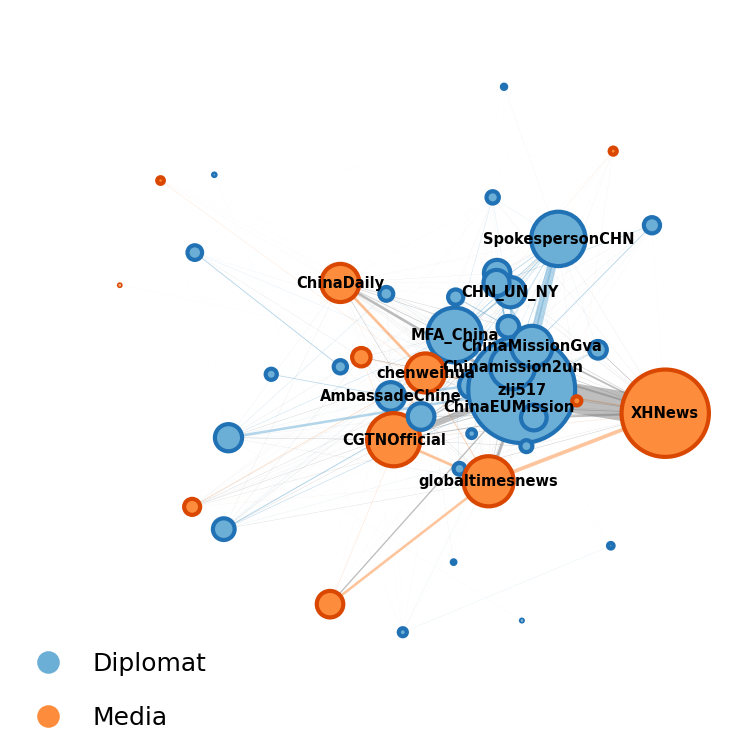 SpokespersonCHN
ChinaDaily
CHN_UN_NY
MFA_China
ChinaMissionGva
Chinamission2un
chenweihua
zlj517
AmbassadeChine
ChinaEUMission
XHNews
CGTNOfficial
globaltimesnews
Diplomat
Media